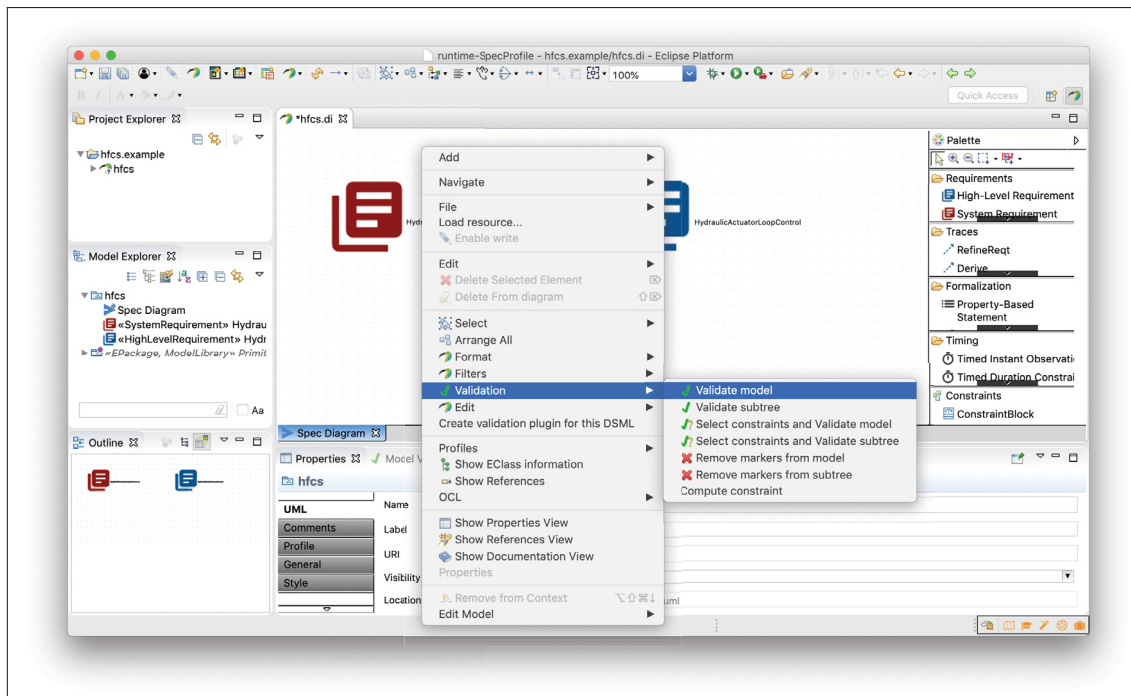 runtime-SpecProfile - hfcs.example/hfcs.di - Eclipse Platform
100%
B I A
Quick Access
Project Explorer
hfcs.example
hfcs
*hfcs.di
HydraulicActuatorLoopControl
Palette
Requirements
High-Level Requirement
System Requirement
Traces
RefineReqt
Derive
Formalization
Property-Based
Statement
Timing
Timed Instant Observati
Timed Duration Constrai
Constraints
ConstraintBlock
Model Explorer
hfcs
Spec Diagram
«SystemRequirement» Hydrau
«HighLevelRequirement» Hydr
«EPackage, ModelLibrary» Primit
Aa
Outline
Spec Diagram
Properties
Model V
hfcs
UML
Comments
Profile
General
Style
Name
Label
URI
Visibility
Location
uml
Add
Navigate
File
Load resource...
Enable write
Edit
Delete Selected Element
Delete From diagram
Select
Arrange All
Format
Filters
Validation
Edit
Create validation plugin for this DSML
Profiles
Show EClass information
Show References
OCL
Show Properties View
Show References View
Show Documentation View
Properties
Remove from Context
Edit Model
Validate model
Validate subtree
Select constraints and Validate model
Select constraints and Validate subtree
Remove markers from model
Remove markers from subtree
Compute constraint